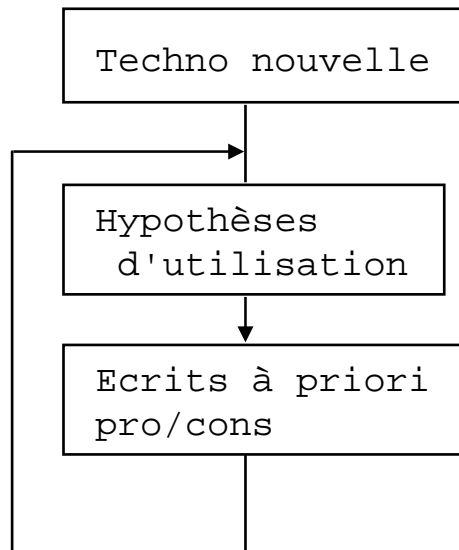 Techno nouvelle
Hypothèses
d'utilisation
Ecrits à priori
pro/cons